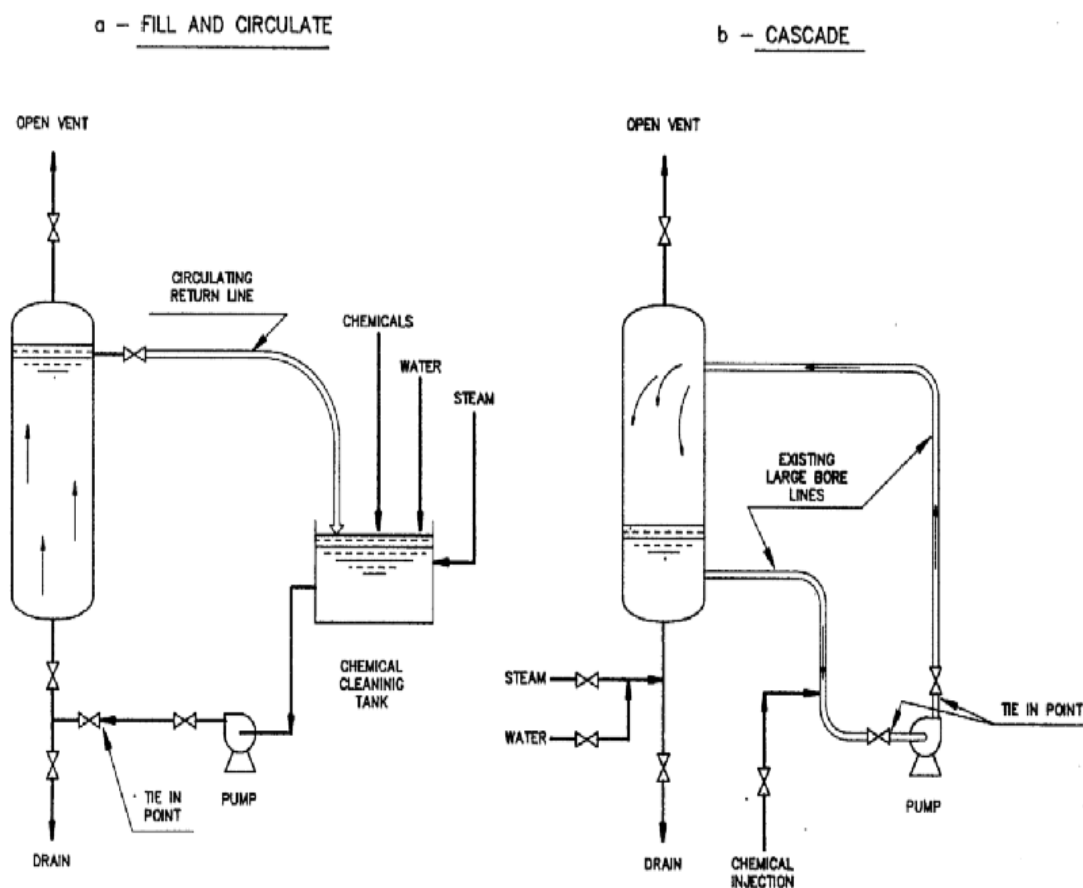 a – FILL AND CIRCULATE
OPEN VENT
CIRCULATING
RETURN LINE
CHEMICALS
WATER
STEAM
CHEMICAL
CLEANING
TANK
PUMP
TIE IN
POINT
DRAIN
b – CASCADE
OPEN VENT
EXISTING
LARGE BORE
LINES
STEAM
WATER
TIE IN POINT
PUMP
DRAIN
CHEMICAL
INJECTION